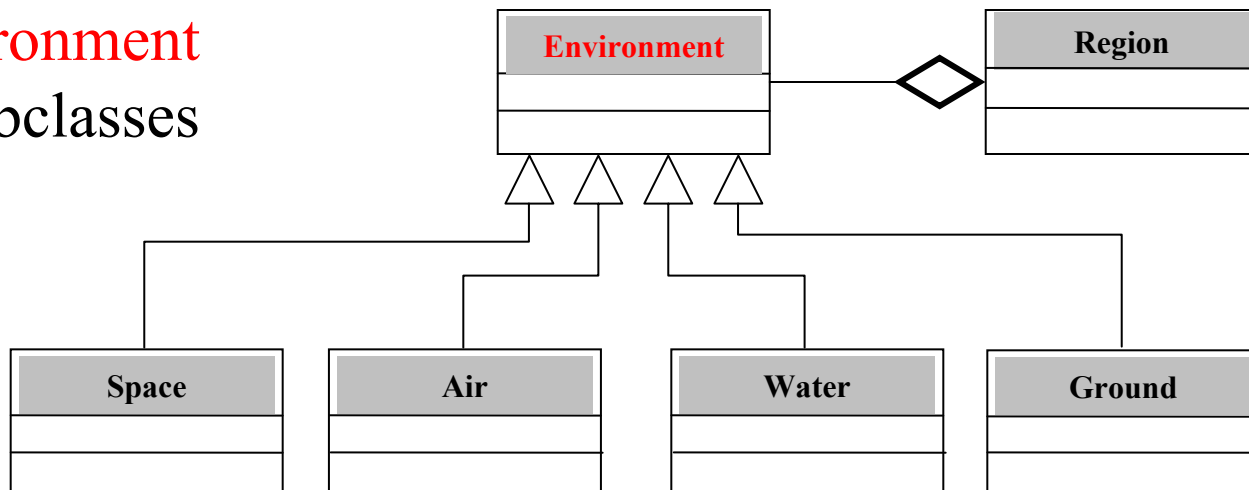 ronment
bclasses
Environment
Region
Space
Air
Water
Ground